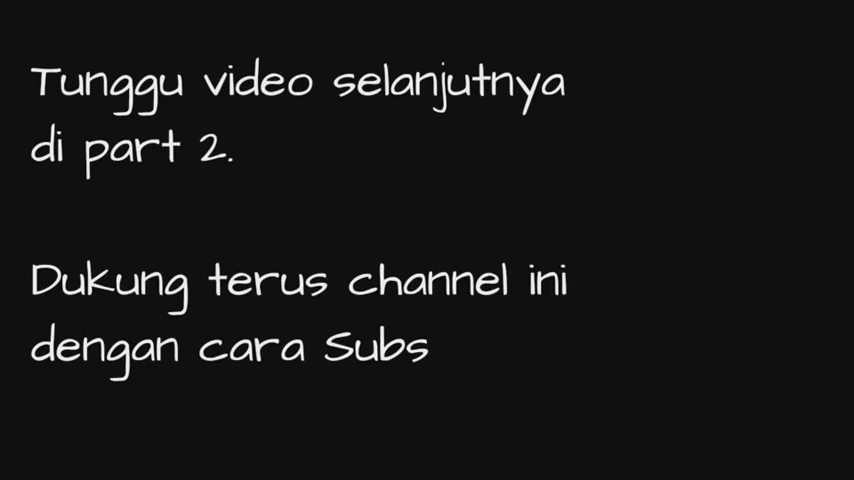 Tunggu video selanjutnya
di part 2.
Dukung terus channel ini
dengan cara Subs